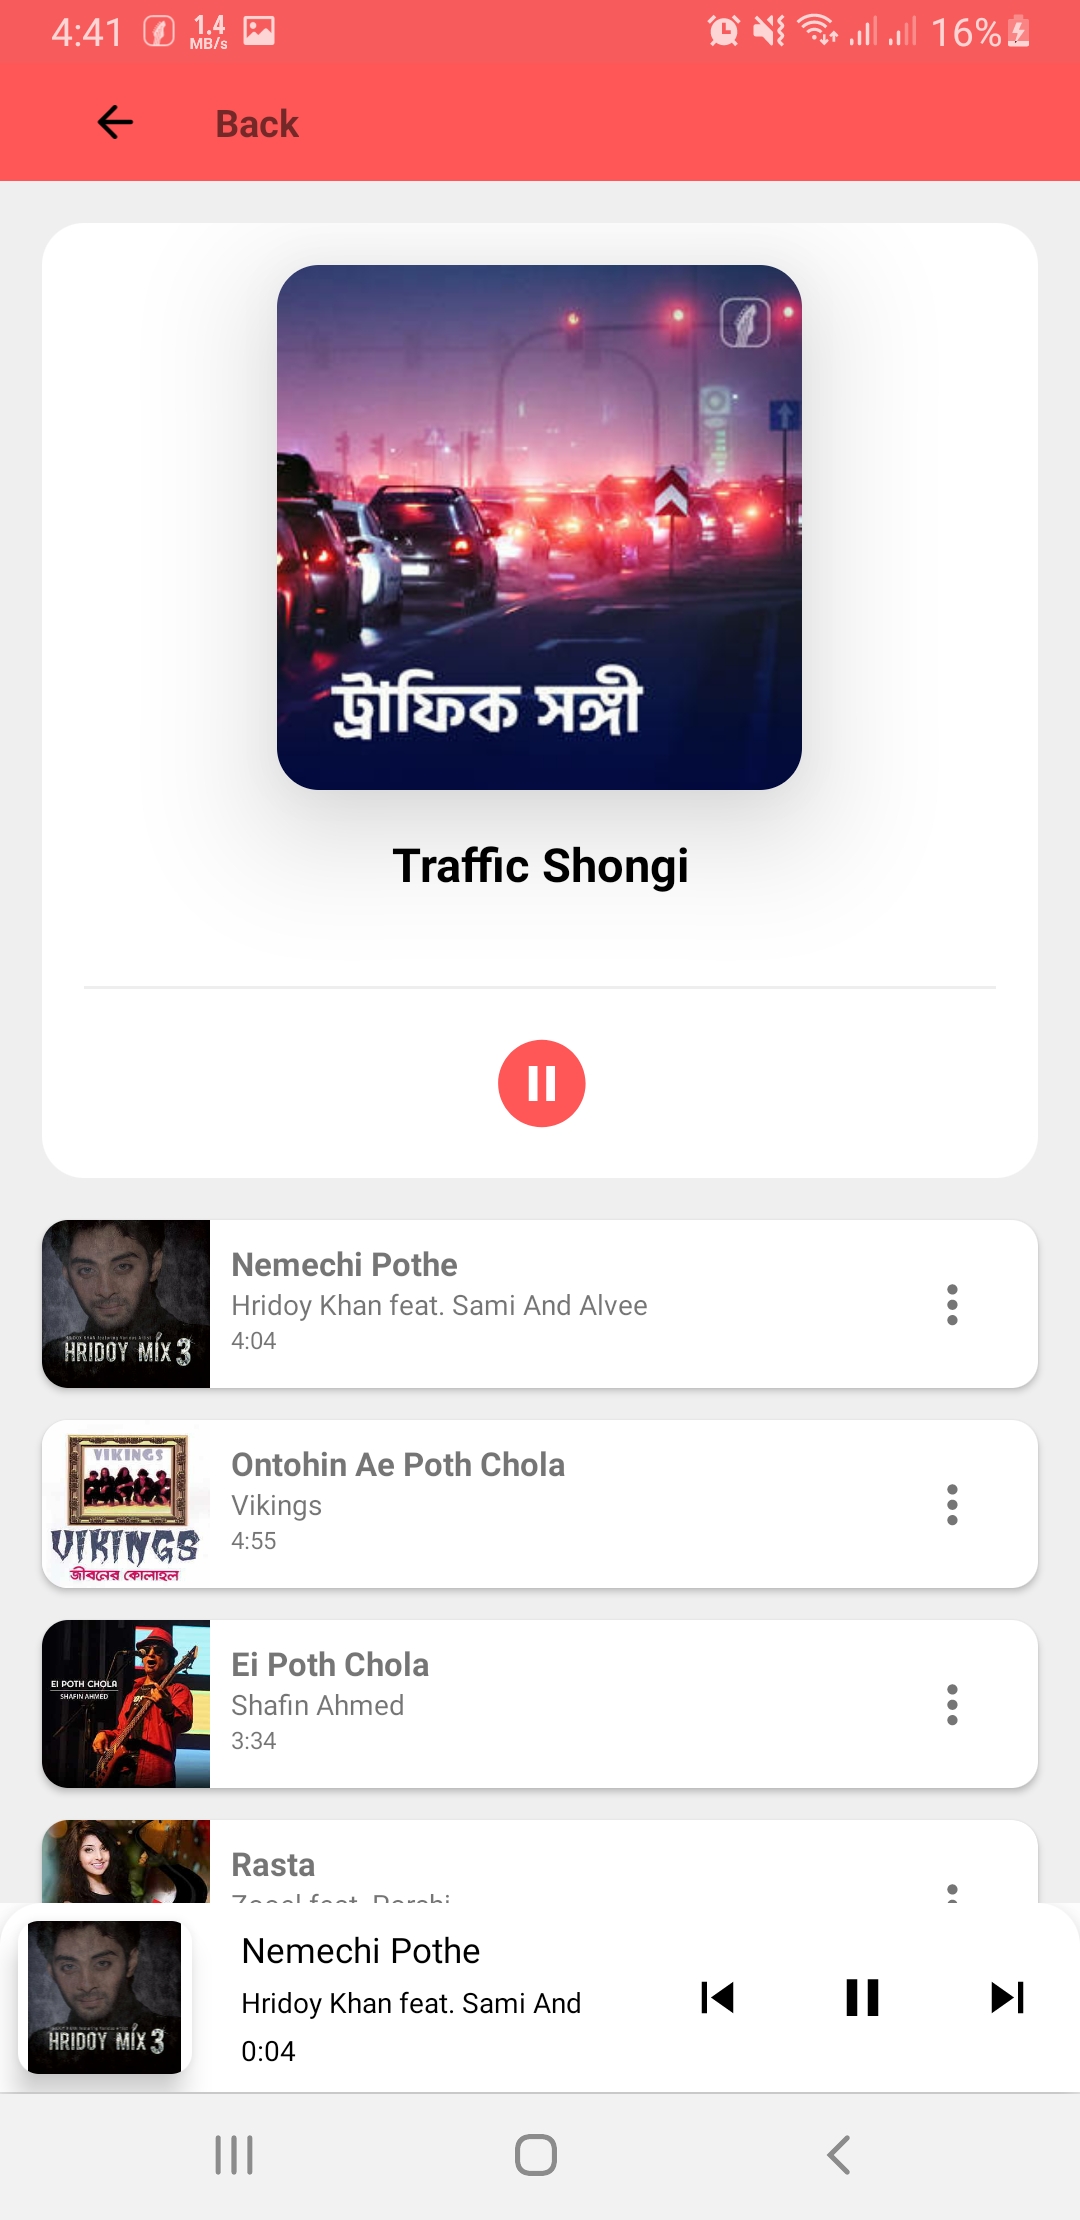 4:41 1.4 MB/s 16%
Back
ট্রাফিক সঙ্গী
Traffic Shongi
Nemechi Pothe
Hridoy Khan feat. Sami And Alvee
4:04
HRIDOY MIX 3
Ontohin Ae Poth Chola
Vikings
4:55
VIKINGS
VIKINGS
জীবনের কোলাহল
Ei Poth Chola
Shafin Ahmed
3:34
EI POTH CHOLA
SHAFIN AHMED
Rasta
Nemechi Pothe
Hridoy Khan feat. Sami And
0:04
HRIDOY MIX 3